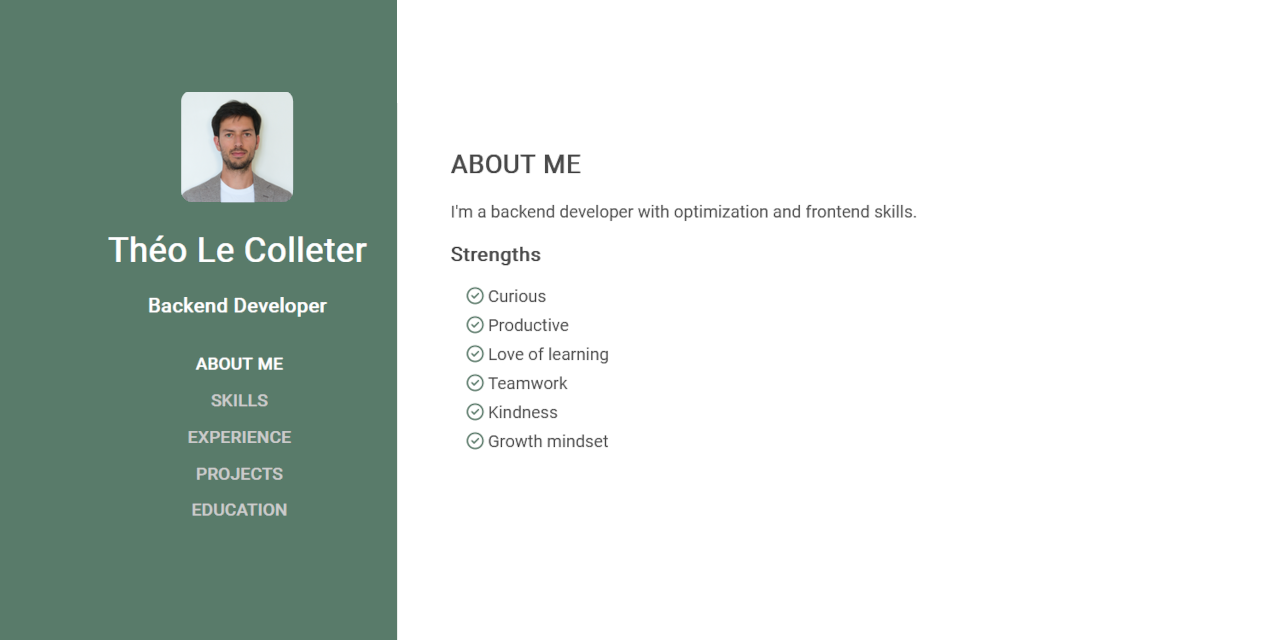 Théo Le Colleter
Backend Developer
ABOUT ME
SKILLS
EXPERIENCE
PROJECTS
EDUCATION
ABOUT ME
I'm a backend developer with optimization and frontend skills.
Strengths
Curious
Productive
Love of learning
Teamwork
Kindness
Growth mindset